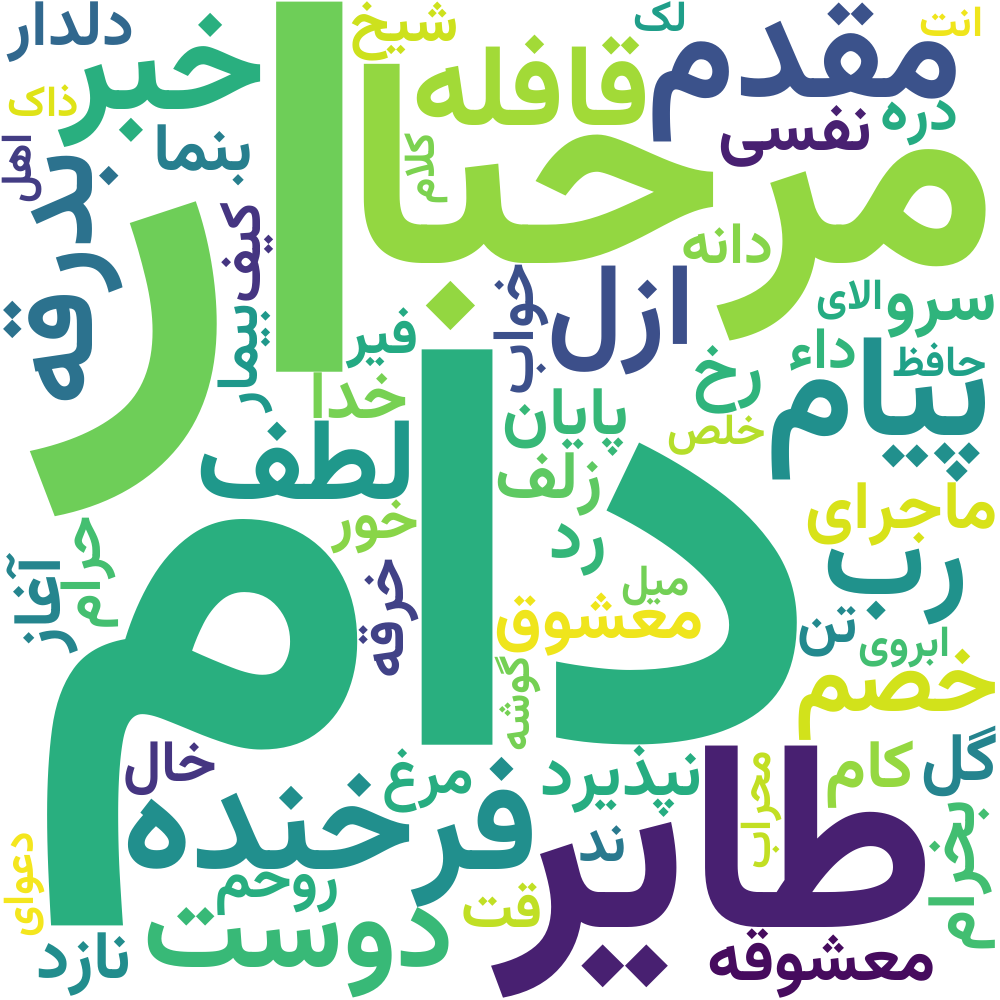 انت
لک
مقدم
قافله
شیخ
خبر
دلدار
ذاک
دره
نفسی
کلام
بنما
اهل
بدرقه
مرحبا
ار
دانه
کیف
خواب
ازل
الای
سرو
بیمار
فیر
داء
حافظ
رخ
پیام
خدا
پایان
خلص
لطف
زلف
خور
رد
ماجرای
رب
حرام
آغاز
خرقه
دام
میل
معشوق
تن
ابروی
خصم
گوشه
خال
مرغ
نپذیرد
کام
گل
محراب
طایر
فرخنده
ند
بخرام
دعوای
روحم
دوست
قت
نازد
معشوقه